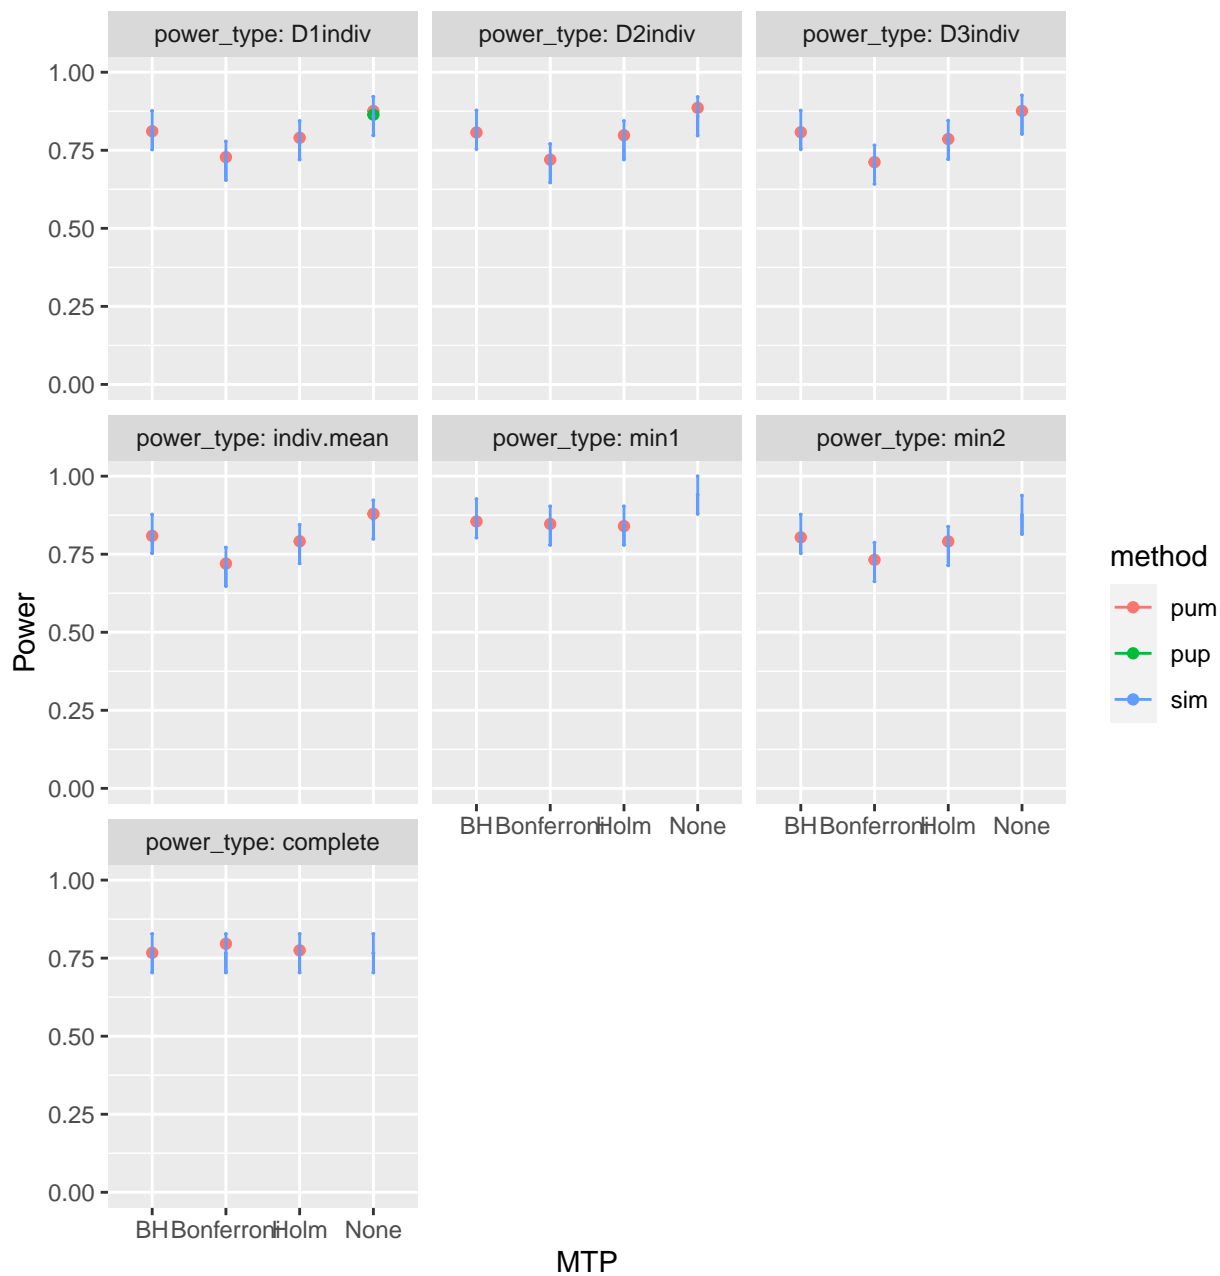 power_type: D1indiv power_type: D2indiv power_type: D3indiv
1.00
0.75
0.50
0.25
0.00
power_type: indiv.mean power_type: min1 power_type: min2
1.00
0.75
0.50
0.25
0.00
BH Bonferroni Holm None BH Bonferroni Holm None
power_type: complete
1.00
0.75
0.50
0.25
0.00
BH Bonferroni Holm None
MTP
Power
method
pum
pup
sim